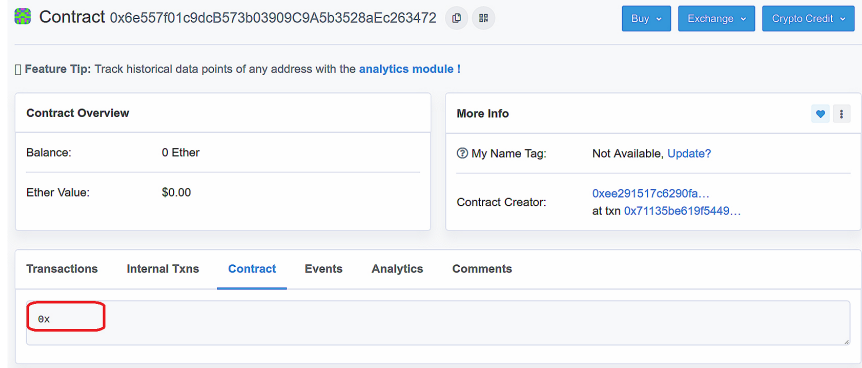 Contract 0x6e557f01c9dcB573b03909C9A5b3528aEc263472
Buy
Exchange
Crypto Credit
Feature Tip: Track historical data points of any address with the analytics module !
Contract Overview
Balance: 0 Ether
Ether Value: $0.00
More Info
My Name Tag: Not Available, Update?
Contract Creator: 0xee291517c6290fa…
at txn 0x71135be619f5449…
Transactions
Internal Txns
Contract
Events
Analytics
Comments
0x